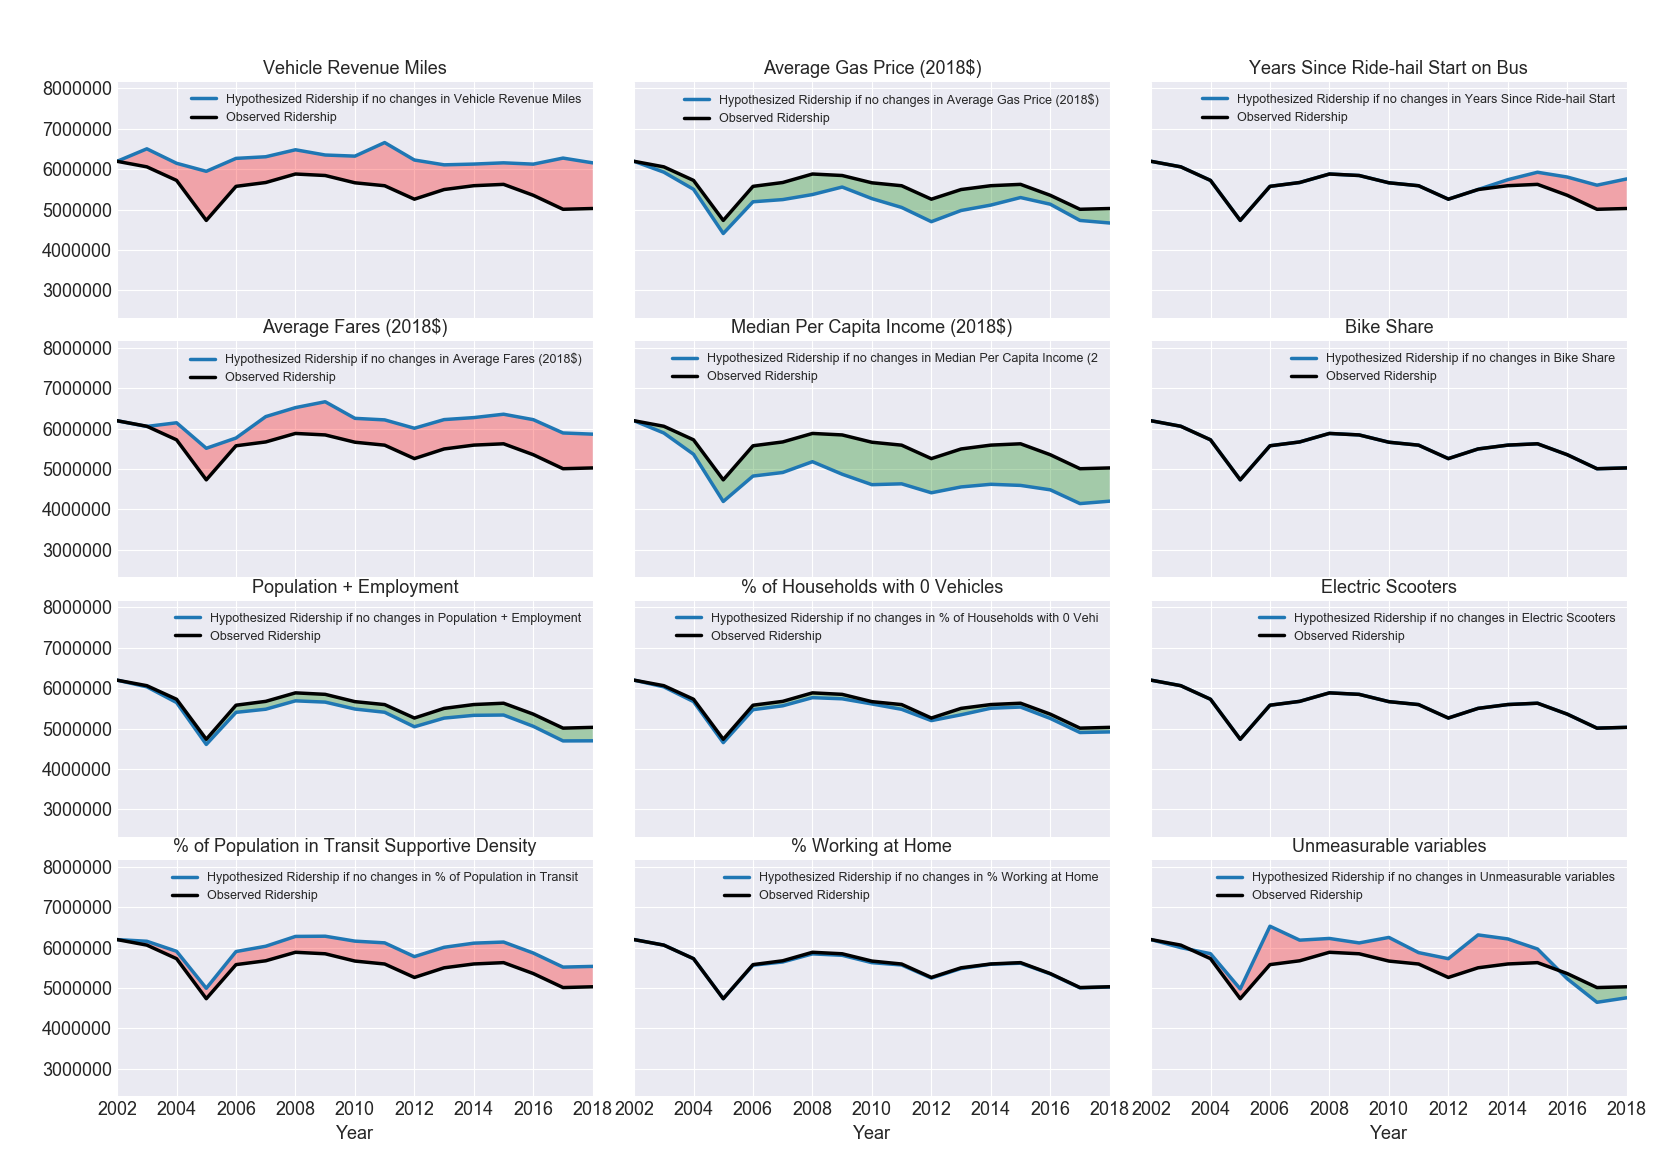 Vehicle Revenue Miles
Average Gas Price (2018$)
Years Since Ride-hail Start on Bus
8000000
7000000
6000000
5000000
4000000
3000000
Hypothesized Ridership if no changes in Vehicle Revenue Miles
Observed Ridership
Hypothesized Ridership if no changes in Average Gas Price (2018$)
Observed Ridership
Hypothesized Ridership if no changes in Years Since Ride-hail Start
Observed Ridership
Average Fares (2018$)
Median Per Capita Income (2018$)
Bike Share
8000000
7000000
6000000
5000000
4000000
3000000
Hypothesized Ridership if no changes in Average Fares (2018$)
Observed Ridership
Hypothesized Ridership if no changes in Median Per Capita Income (2
Observed Ridership
Hypothesized Ridership if no changes in Bike Share
Observed Ridership
Population + Employment
% of Households with 0 Vehicles
Electric Scooters
8000000
7000000
6000000
5000000
4000000
3000000
Hypothesized Ridership if no changes in Population + Employment
Observed Ridership
Hypothesized Ridership if no changes in % of Households with 0 Vehi
Observed Ridership
Hypothesized Ridership if no changes in Electric Scooters
Observed Ridership
% of Population in Transit Supportive Density
% Working at Home
Unmeasurable variables
8000000
7000000
6000000
5000000
4000000
3000000
Hypothesized Ridership if no changes in % of Population in Transit
Observed Ridership
Hypothesized Ridership if no changes in % Working at Home
Observed Ridership
Hypothesized Ridership if no changes in Unmeasurable variables
Observed Ridership
2002 2004 2006 2008 2010 2012 2014 2016 2018
2002 2004 2006 2008 2010 2012 2014 2016 2018
2002 2004 2006 2008 2010 2012 2014 2016 2018
Year
Year
Year